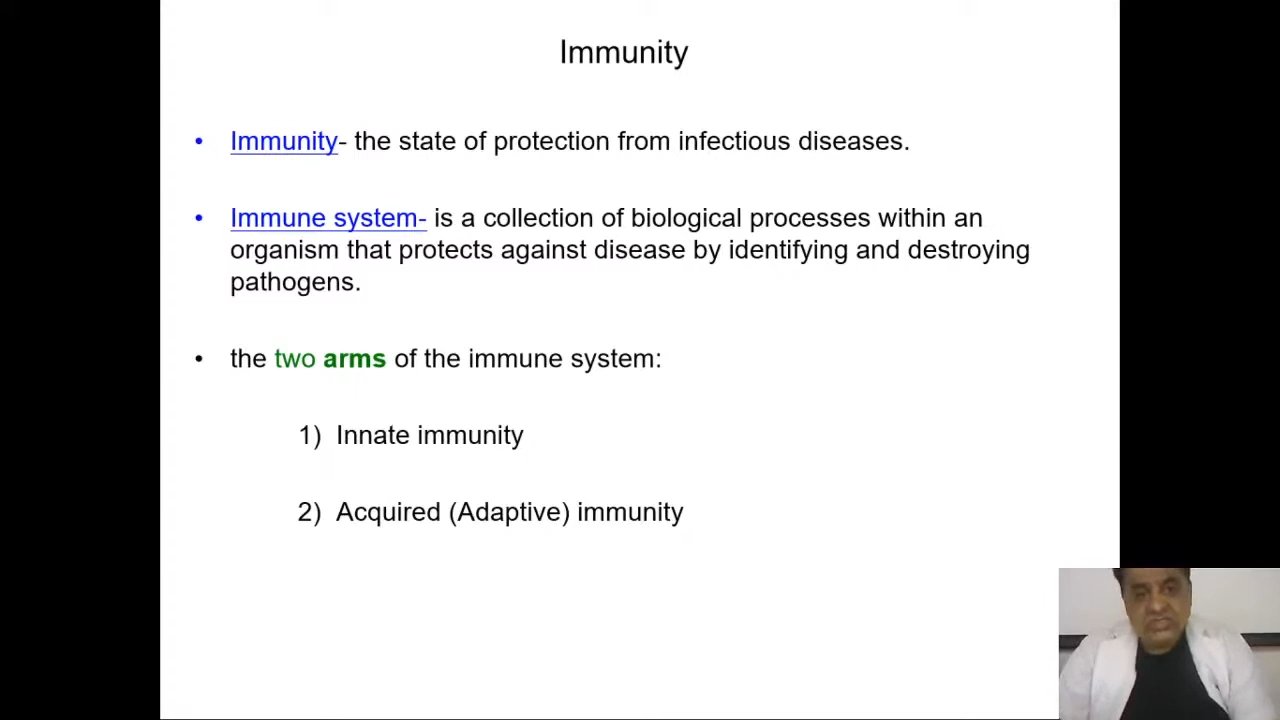 Immunity
• Immunity- the state of protection from infectious diseases.
• Immune system- is a collection of biological processes within an
organism that protects against disease by identifying and destroying
pathogens.
• the two arms of the immune system:
1) Innate immunity
2) Acquired (Adaptive) immunity